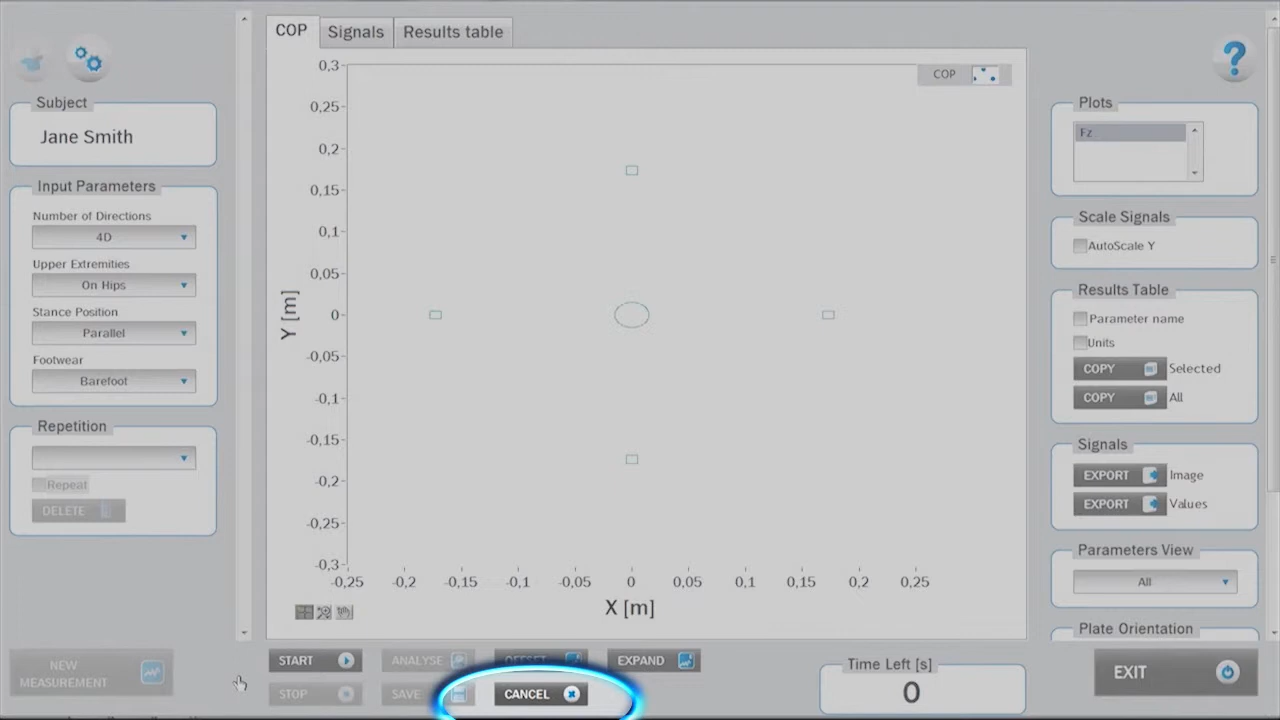 COP
Signals
Results table
Subject
Jane Smith
Input Parameters
Number of Directions
4D
Upper Extremities
On Hips
Stance Position
Parallel
Footwear
Barefoot
Repetition
Repeat
DELETE
NEW
MEASUREMENT
COP
0,3
0,25
0,2
0,15
0,1
0,05
0
-0,05
-0,1
-0,15
-0,2
-0,25
-0,3
Y [m]
-0,25 -0,2 -0,15 -0,1 -0,05 0 0,05 0,1 0,15 0,2 0,25
X [m]
START
ANALYSE
OFFSET
EXPAND
STOP
SAVE
CANCEL
Time Left [s]
0
?
Plots
Fz
Scale Signals
AutoScale Y
Results Table
Parameter name
Units
COPY Selected
COPY All
Signals
EXPORT Image
EXPORT Values
Parameters View
All
Plate Orientation
EXIT